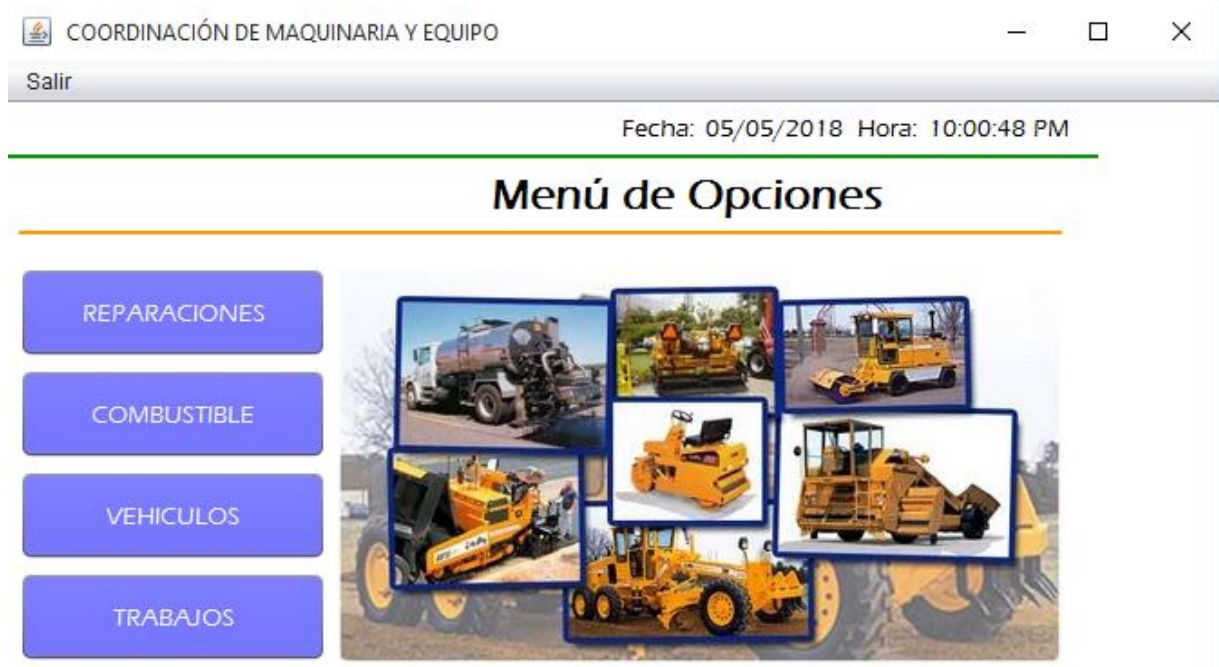 COORDINACIÓN DE MAQUINARIA Y EQUIPO
Salir
Fecha: 05/05/2018 Hora: 10:00:48 PM
Menú de Opciones
REPARACIONES
COMBUSTIBLE
VEHICULOS
TRABAJOS